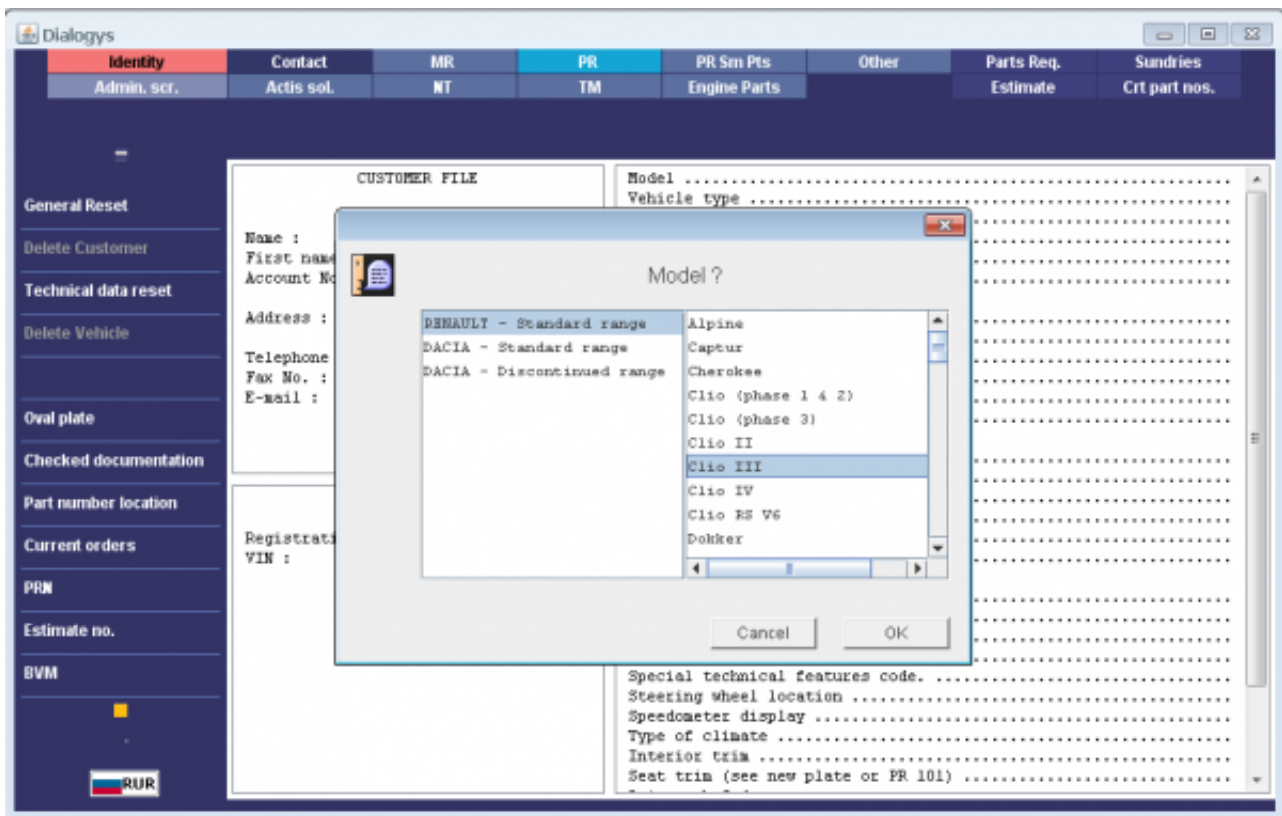 Dialogys
Identity Contact MR PR PR Sm Pts Other Parts Req. Sundries
Admin. scr. Actis sol. NT TM Engine Parts Estimate Crt part nos.
General Reset
Delete Customer
Technical data reset
Delete Vehicle
Oval plate
Checked documentation
Part number location
Current orders
PRN
Estimate no.
BVM
RUR
CUSTOMER FILE
Name :
First name
Account No
Address :
Telephone
Fax No. :
E-mail :
Registrati
VIN :
Model ......................................................
Vehicle type ................................................
Model ?
RENAULT - Standard range
DACIA - Standard range
DACIA - Discontinued range
Alpine
Captur
Cherokee
Clio (phase 1 & 2)
Clio (phase 3)
Clio II
Clio III
Clio IV
Clio RS V6
Dokker
Cancel OK
Special technical features code. ..............................
Steering wheel location ......................................
Speedometer display ..........................................
Type of climate .............................................
Interior trim ...............................................
Seat trim (see new plate or PR 101) ...........................